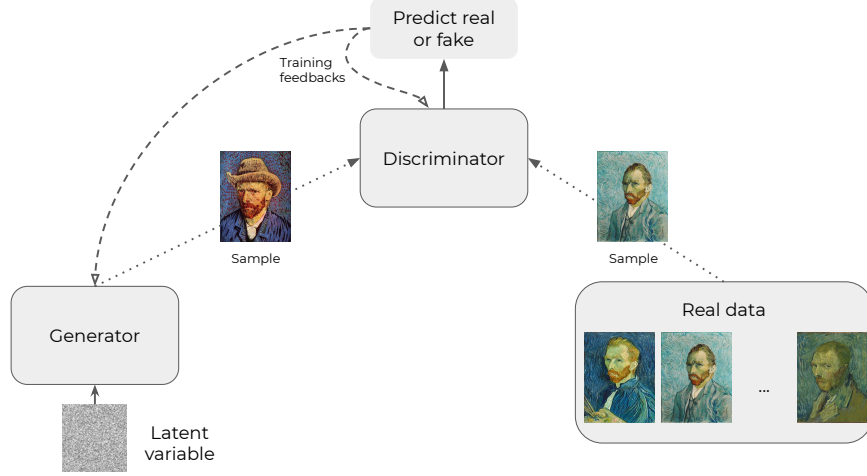 Predict real
or fake
Training
feedbacks
Discriminator
Sample
Sample
Generator
Real data
...
Latent
variable